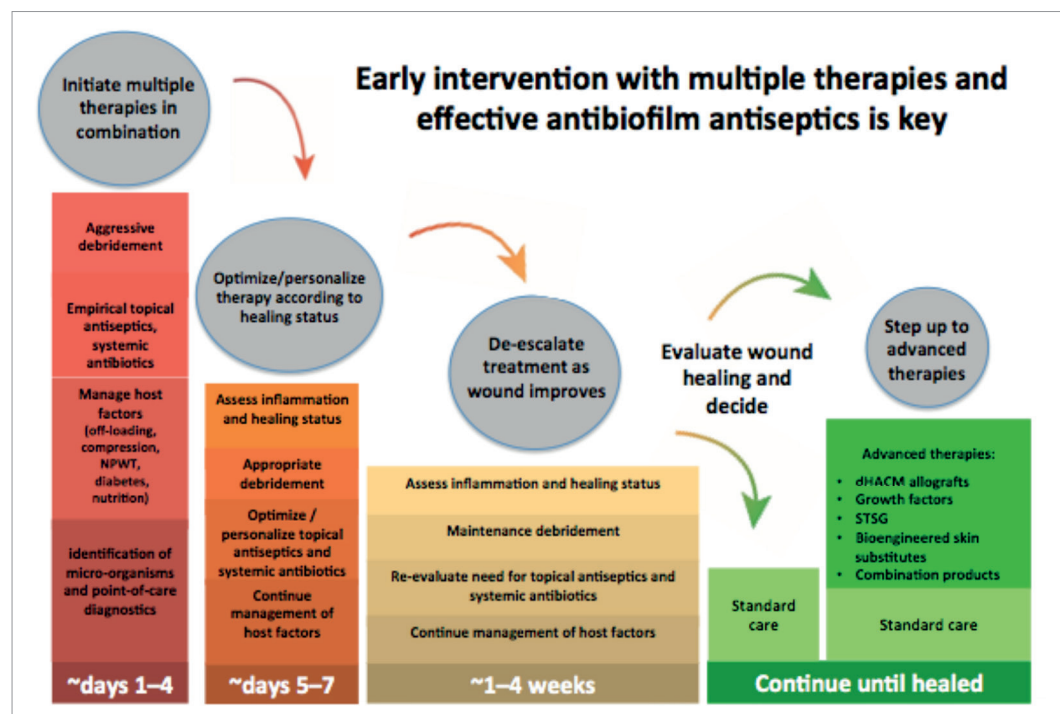 Early intervention with multiple therapies and
effective antibiofilm antiseptics is key
Initiate multiple
therapies in
combination
Aggressive
debridement
Empirical topical
antiseptics,
systemic
antibiotics
Manage host
factors
(off-loading,
compression,
NPWT,
diabetes,
nutrition)
identification of
micro-organisms
and point-of-care
diagnostics
~days 1–4
Optimize/personalize
therapy according to
healing status
Assess inflammation
and healing status
Appropriate
debridement
Optimize /
personalize topical
antiseptics and
systemic antibiotics
Continue
management of
host factors
~days 5–7
De-escalate
treatment as
wound improves
Assess inflammation and healing status
Maintenance debridement
Re-evaluate need for topical antiseptics and
systemic antibiotics
Continue management of host factors
~1–4 weeks
Evaluate wound
healing and
decide
Standard
care
Step up to
advanced
therapies
Advanced therapies:
• dHACM allografts
• Growth factors
• STSG
• Bioengineered skin
substitutes
• Combination products
Standard care
Continue until healed